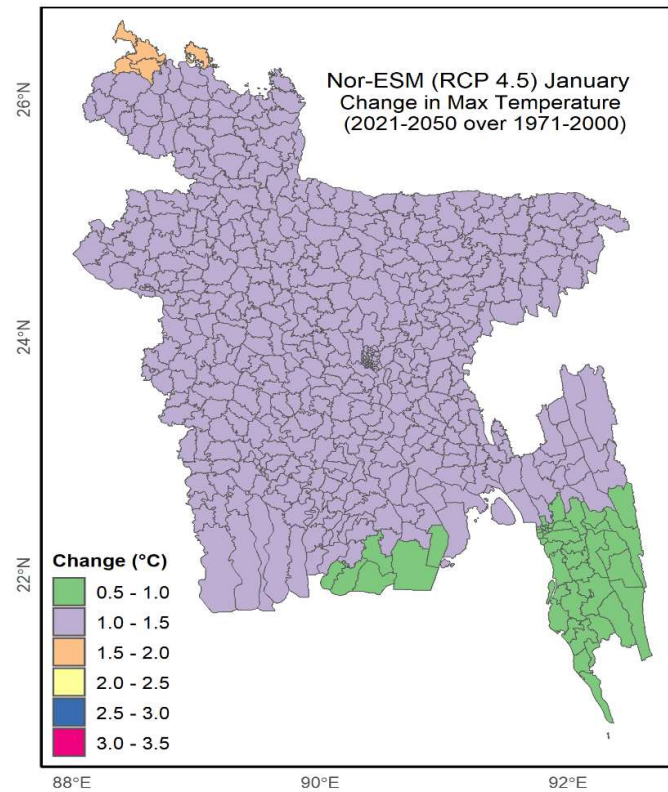 Nor-ESM (RCP 4.5) January
Change in Max Temperature
(2021-2050 over 1971-2000)
26°N
24°N
22°N
Change (°C)
0.5 - 1.0
1.0 - 1.5
1.5 - 2.0
2.0 - 2.5
2.5 - 3.0
3.0 - 3.5
88°E
90°E
92°E